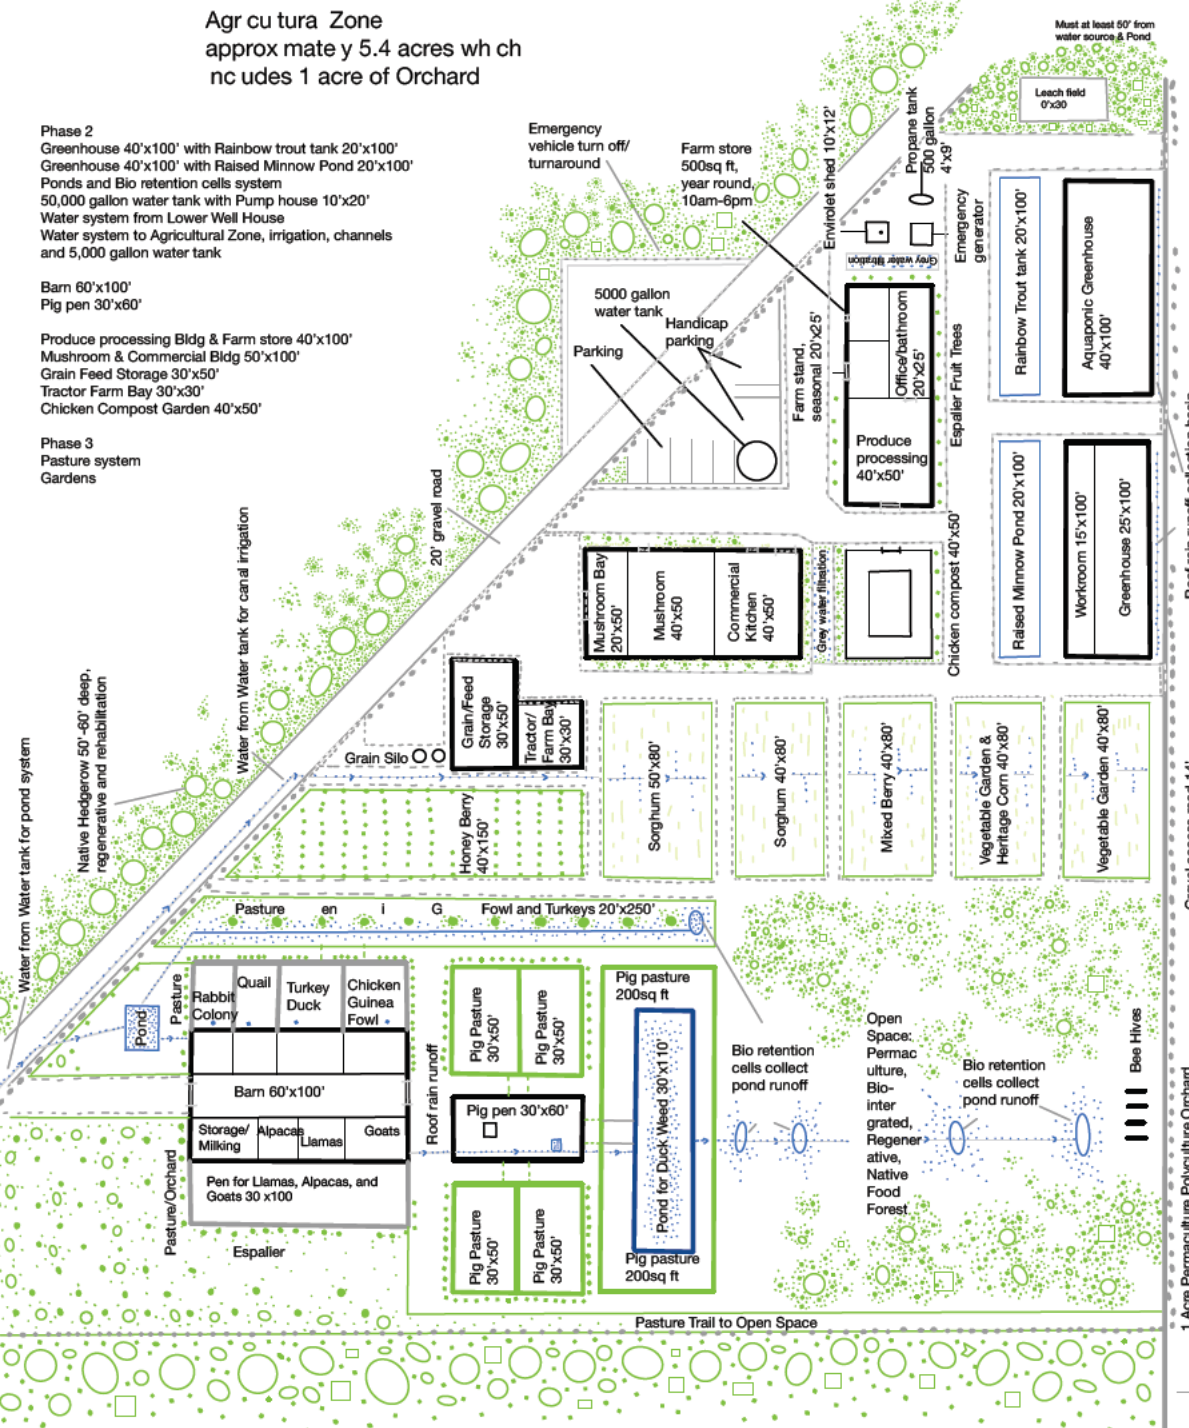 Agr cu tura Zone
approx mate y 5.4 acres wh ch
nc udes 1 acre of Orchard
Must at least 50' from
water source & Pond
Leach field
0'x30
Phase 2
Greenhouse 40'x100' with Rainbow trout tank 20'x100'
Greenhouse 40'x100' with Raised Minnow Pond 20'x100'
Ponds and Bio retention cells system
50,000 gallon water tank with Pump house 10'x20'
Water system from Lower Well House
Water system to Agricultural Zone, irrigation, channels
and 5,000 gallon water tank
Barn 60'x100'
Pig pen 30'x60'
Produce processing Bldg & Farm store 40'x100'
Mushroom & Commercial Bldg 50'x100'
Grain Feed Storage 30'x50'
Tractor Farm Bay 30'x30'
Chicken Compost Garden 40'x50'
Phase 3
Pasture system
Gardens
Emergency
vehicle turn off/
turnaround
Farm store
500sq ft,
year round,
10am-6pm
Envirolet shed 10'x12'
Propane tank
500 gallon
4'x9'
Emergency
generator
Grey water filtration
5000 gallon
water tank
Handicap
parking
Parking
Farm stand,
seasonal 20'x25'
Office/bathroom
20'x25'
Produce
processing
40'x50'
Espalier Fruit Trees
Rainbow Trout tank 20'x100'
Aquaponic Greenhouse
40'x100'
Raised Minnow Pond 20'x100'
Workroom 15'x100'
Greenhouse 25'x100'
20' gravel road
Mushroom Bay
20'x50'
Mushroom
40'x50
Commercial
Kitchen
40'x50'
Grey water filtration
Chicken compost 40'x50'
Water from Water tank for canal irrigation
Native Hedgerow 50'-60' deep,
regenerative and rehabilitation
Water from Water tank for pond system
Grain/Feed
Storage
30'x50'
Tractor/
Farm Bay
30'x30'
Grain Silo
Honey Berry
40'x150'
Sorghum 50'x80'
Sorghum 40'x80'
Mixed Berry 40'x80'
Vegetable Garden &
Heritage Corn 40'x80'
Vegetable Garden 40'x80'
Pasture en i G Fowl and Turkeys 20'x250'
Pond
Pasture
Rabbit
Colony
Quail
Turkey
Duck
Chicken
Guinea
Fowl
Barn 60'x100'
Storage/
Milking
Alpacas
Llamas
Goats
Pen for Llamas, Alpacas, and
Goats 30 x100
Pasture/Orchard
Espalier
Roof rain runoff
Pig Pasture
30'x50'
Pig Pasture
30'x50'
Pig pen 30'x60'
Pig Pasture
30'x50'
Pig Pasture
30'x50'
Pig pasture
200sq ft
Pond for Duck Weed 30'x110'
Pig pasture
200sq ft
Bio retention
cells collect
pond runoff
Open
Space:
Permac
ulture,
Bio-
inter
grated,
Regener
ative,
Native
Food
Forest
Bio retention
cells collect
pond runoff
Bee Hives
Pasture Trail to Open Space
1 Acre Permaculture Polyculture Orchard